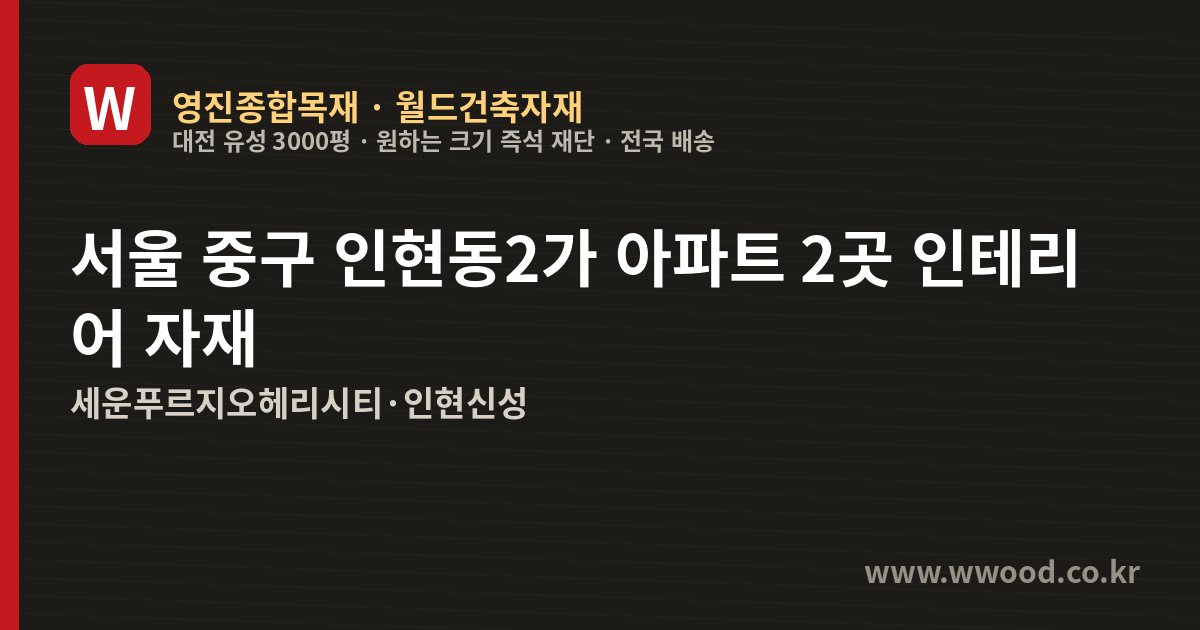 W
영진종합목재 · 월드건축자재
대전 유성 3000평 · 원하는 크기 즉석 재단 · 전국 배송
서울 중구 인현동2가 아파트 2곳 인테리
어 자재
세운푸르지오헤리시티·인현신성
www.wwood.co.kr